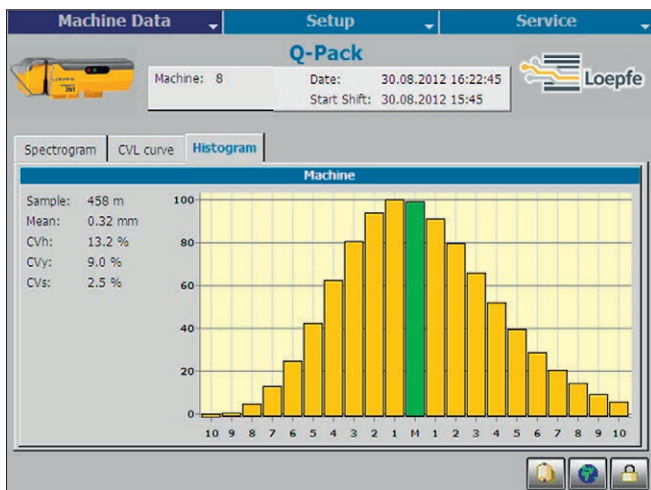 Machine Data Setup Service
Q-Pack
Machine: 8
Date: 30.08.2012 16:22:45
Start Shift: 30.08.2012 15:45
Loepfe
LOEPFE
Spectrogram CVL curve Histogram
Machine
Sample: 458 m
Mean: 0.32 mm
CVh: 13.2 %
CVy: 9.0 %
CVs: 2.5 %
100
80
60
40
20
0
10 9 8 7 6 5 4 3 2 1 M 1 2 3 4 5 6 7 8 9 10